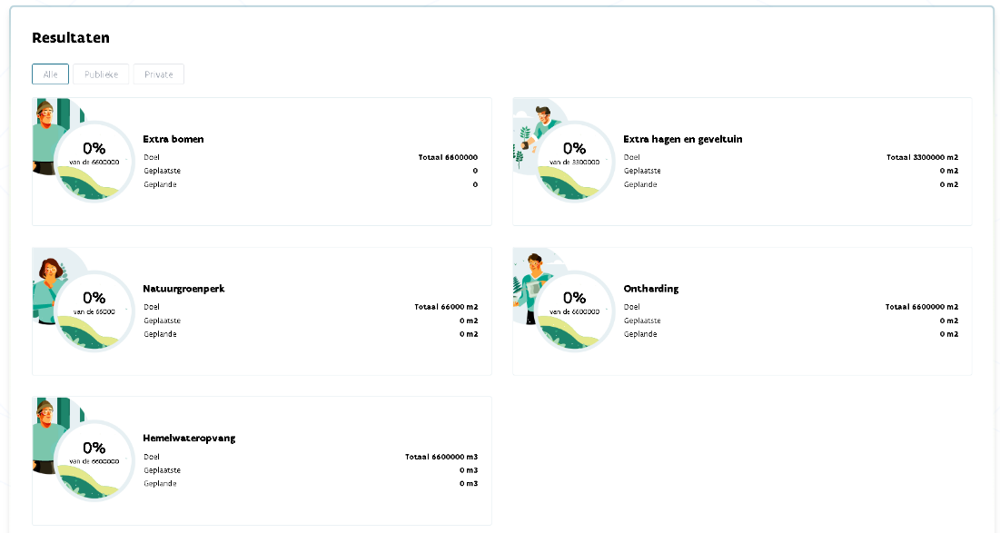 Resultaten
Alle Publieke Private
0%
van de 6600000
Extra bomen
Doel Totaal 6600000
Geplaatste 0
Geplande 0
0%
van de 3300000
Extra hagen en geveltuin
Doel Totaal 3300000 m2
Geplaatste 0 m2
Geplande 0 m2
0%
van de 66000
Natuurgroenperk
Doel Totaal 66000 m2
Geplaatste 0 m2
Geplande 0 m2
0%
van de 6600000
Ontharding
Doel Totaal 6600000 m2
Geplaatste 0 m2
Geplande 0 m2
0%
van de 6600000
Hemelwateropvang
Doel Totaal 6600000 m3
Geplaatste 0 m3
Geplande 0 m3